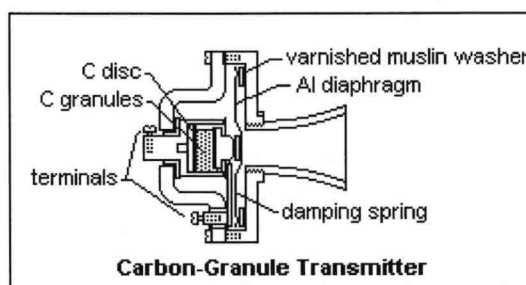 varnished muslin washer
C disc
Al diaphragm
C granules
terminals
damping spring
Carbon-Granule Transmitter